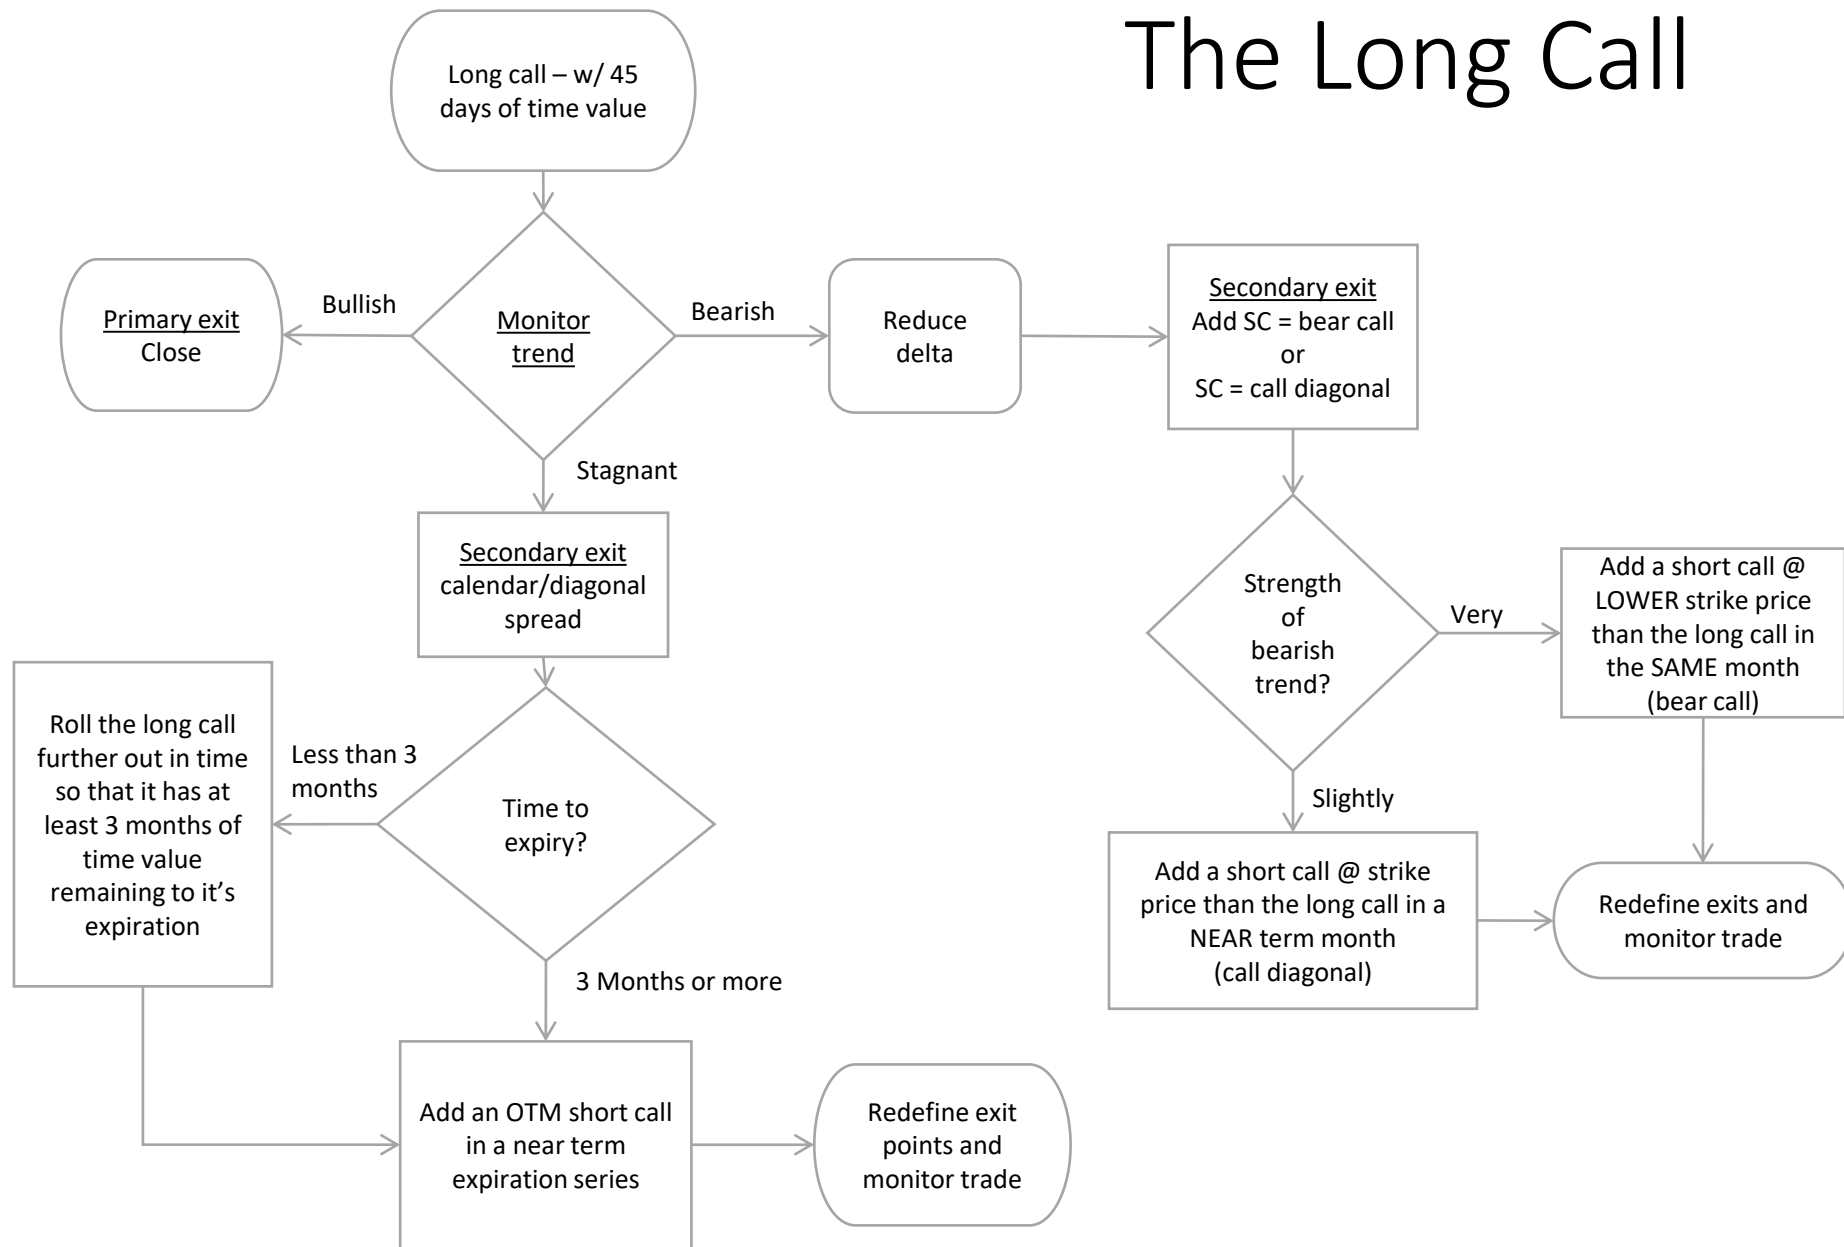 The Long Call
Long call – w/ 45
days of time value
Primary exit
Close
Bullish
Monitor
trend
Bearish
Reduce
delta
Secondary exit
Add SC = bear call
or
SC = call diagonal
Stagnant
Secondary exit
calendar/diagonal
spread
Strength
of
bearish
trend?
Very
Add a short call @
LOWER strike price
than the long call in
the SAME month
(bear call)
Roll the long call
further out in time
so that it has at
least 3 months of
time value
remaining to it’s
expiration
Less than 3
months
Time to
expiry?
Slightly
Add a short call @ strike
price than the long call in a
NEAR term month
(call diagonal)
Redefine exits and
monitor trade
3 Months or more
Add an OTM short call
in a near term
expiration series
Redefine exit
points and
monitor trade